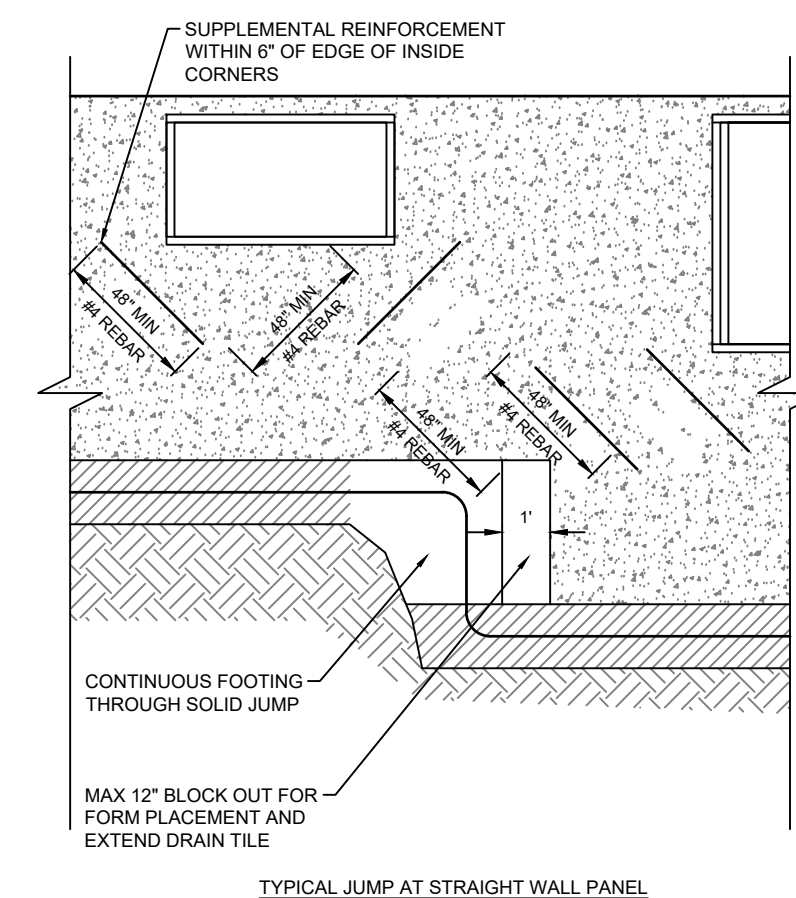 SUPPLEMENTAL REINFORCEMENT
WITHIN 6" OF EDGE OF INSIDE
CORNERS
48" MIN
#4 REBAR
48" MIN
#4 REBAR
48" MIN
#4 REBAR
48" MIN
#4 REBAR
1'
CONTINUOUS FOOTING
THROUGH SOLID JUMP
MAX 12" BLOCK OUT FOR
FORM PLACEMENT AND
EXTEND DRAIN TILE
TYPICAL JUMP AT STRAIGHT WALL PANEL